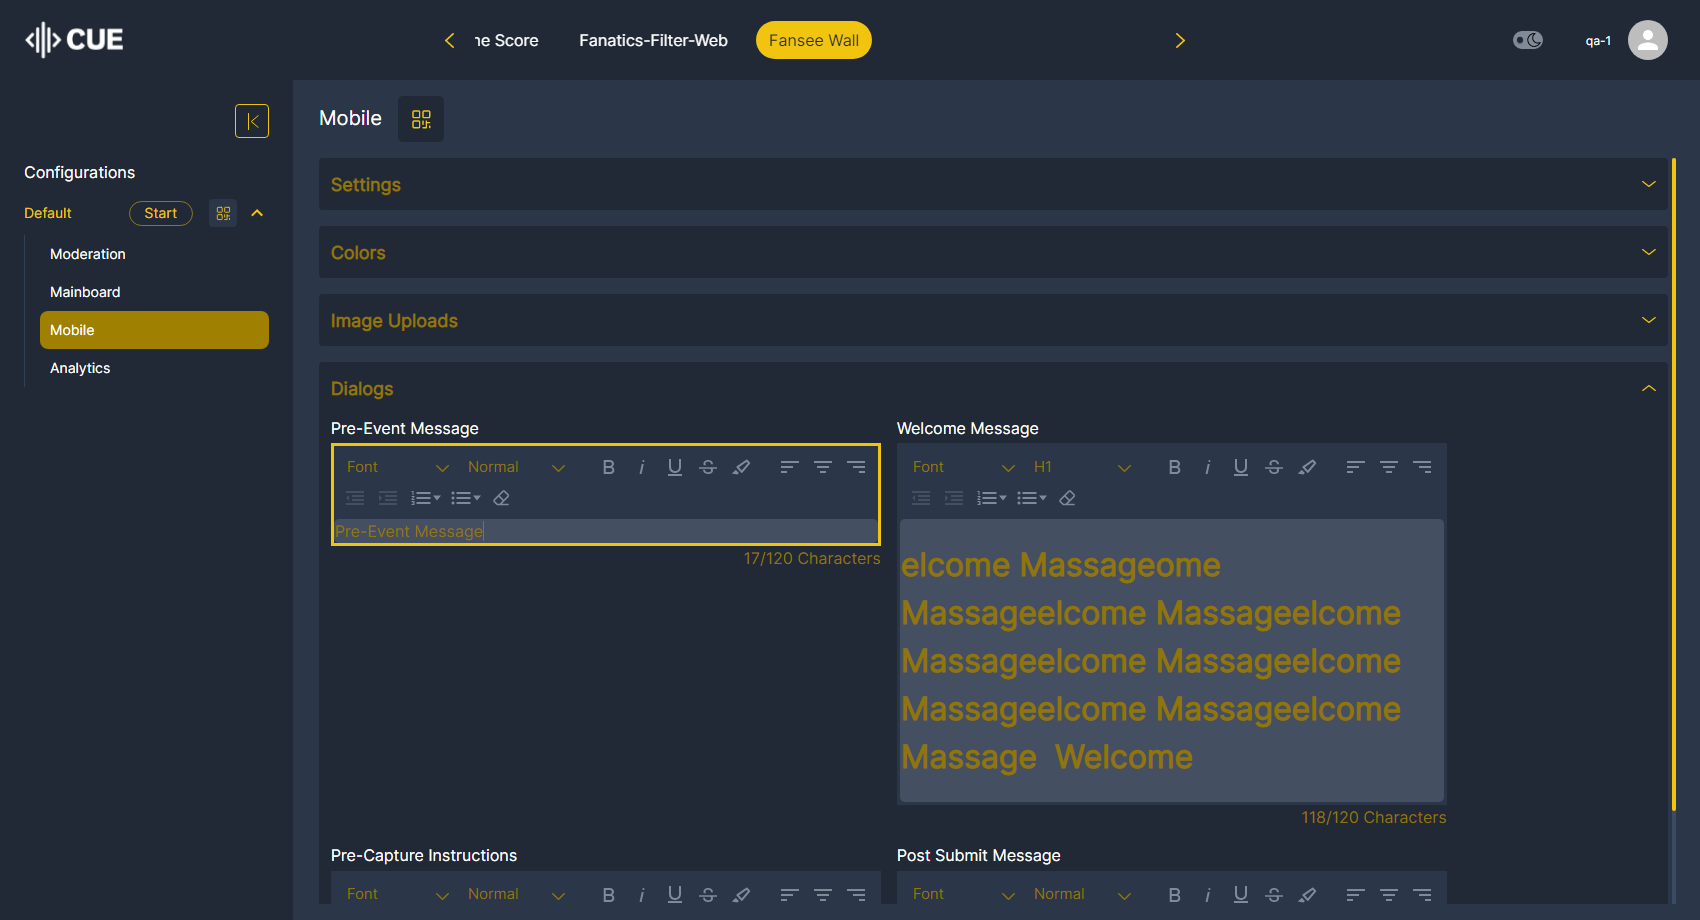 CUE
ne Score
Fanatics-Filter-Web
Fansee Wall
qa-1
Configurations
Default
Start
Moderation
Mainboard
Mobile
Analytics
Mobile
Settings
Colors
Image Uploads
Dialogs
Pre-Event Message
Font
Normal
Pre-Event Message
17/120 Characters
Welcome Message
Font
H1
elcome Massageome
Massageelcome Massageelcome
Massageelcome Massageelcome
Massageelcome Massageelcome
Massage  Welcome
118/120 Characters
Pre-Capture Instructions
Font
Normal
Post Submit Message
Font
Normal